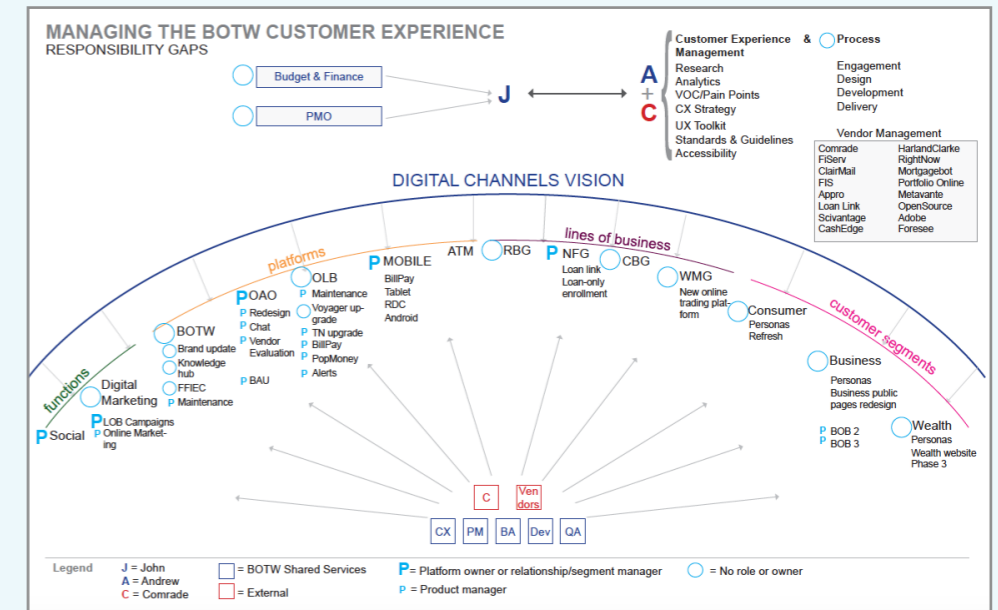 MANAGING THE BOTW CUSTOMER EXPERIENCE
RESPONSIBILITY GAPS
Budget & Finance
PMO
J
A
+
C
Customer Experience & Process
Management
Research
Analytics
VOC/Pain Points
CX Strategy
UX Toolkit
Standards & Guidelines
Accessibility
Engagement
Design
Development
Delivery
Vendor Management
Comrade HarlandClarke
FiServ RightNow
ClairMail Mortgagebot
FIS Portfolio Online
Appro Metavante
Loan Link OpenSource
Scivantage Adobe
CashEdge Foresee
DIGITAL CHANNELS VISION
functions
P Social
Digital
Marketing
P LOB Campaigns
P Online Market-
ing
platforms
BOTW
Brand update
Knowledge
hub
FFIEC
P Maintenance
P OAO
P Redesign
P Chat
P Vendor
Evaluation
P BAU
OLB
P Maintenance
Voyager up-
grade
P TN upgrade
P BillPay
P PopMoney
P Alerts
P MOBILE
BillPay
Tablet
RDC
Android
ATM
lines of business
RBG
P NFG
Loan link
Loan-only
enrollment
CBG
WMG
New online
trading plat-
form
customer segments
Consumer
Personas
Refresh
Business
Personas
Business public
pages redesign
P BOB 2
P BOB 3
Wealth
Personas
Wealth website
Phase 3
C
Ven
dors
CX PM BA Dev QA
Legend
J = John
A = Andrew
C = Comrade
= BOTW Shared Services
= External
P = Platform owner or relationship/segment manager
P = Product manager
= No role or owner